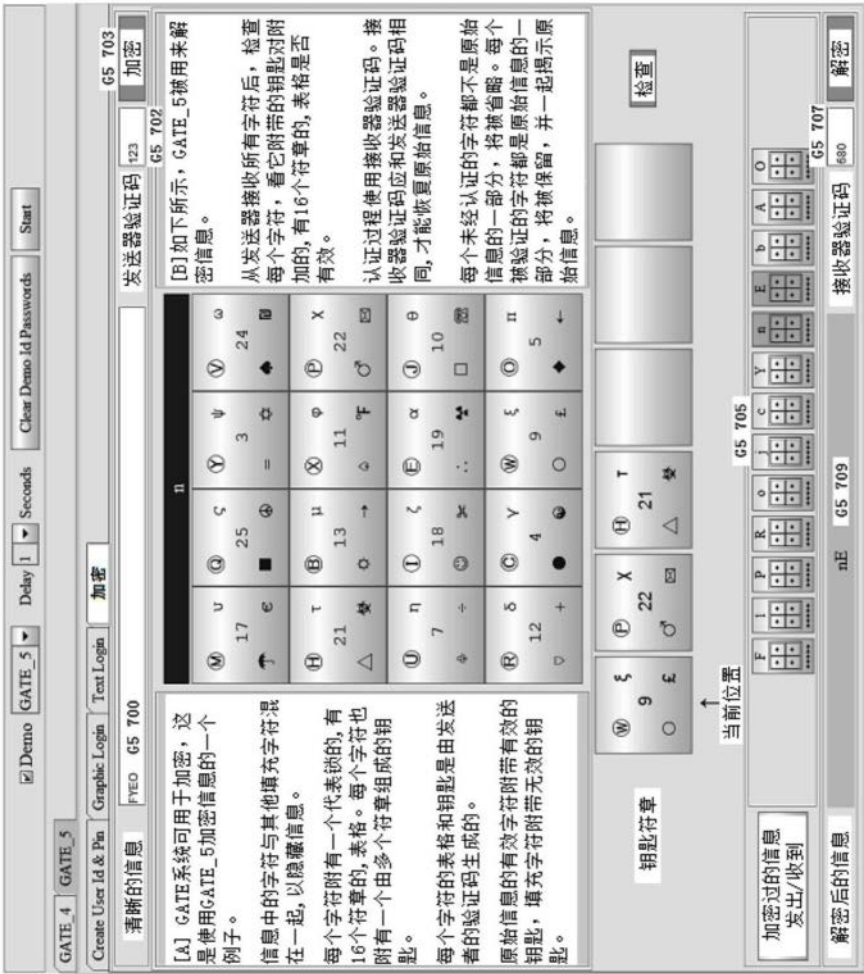 Demo GATE_5 Delay 1 Seconds Clear Demo Id Passwords Start
GATE_4 GATE_5
Create User Id & Pin Graphic Login Text Login 加密
清晰的信息 FYEO G5 700 发送器验证码 123 加密 G5 703
G5 702
[A] GATE系统可用于加密，这
是使用GATE_5加密信息的一个
例子。
信息中的字符与其他填充字符混
在一起,以隐藏信息。
每个字符附有一个代表锁的,有
16个符章的,表格。每个字符也
附有一个由多个符章组成的钥
匙。
每个字符的表格和钥匙是由发送
者的验证码生成的。
原始信息的有效字符附带有效的
钥匙，填充字符附带无效的钥
匙。
n
Ⓜ υ Ⓠ ς Ⓨ ψ Ⓥ ω
17 25 3 24
☂ € ■ ☮ = ✡ ♠ ₪
Ⓗ τ Ⓑ μ Ⓧ φ Ⓟ χ
21 13 11 22
△ ☼ → ♤ ℉ ♂ ✉
Ⓤ η Ⓘ ζ Ⓔ α Ⓙ θ
7 18 19 10
÷ ☺ ✂ ∴ □ ☏
Ⓡ δ Ⓒ γ Ⓦ ξ Ⓞ π
12 4 9 5
♡ + ● ☯ ○ £ ◆ ←
[B]如下所示，GATE_5被用来解
密信息。
从发送器接收所有字符后，检查
每个字符，看它附带的钥匙对附
加的,有16个符章的,表格是否
有效。
认证过程使用接收器验证码。接
收器验证码应和发送器验证码相
同,才能恢复原始信息。
每个未经认证的字符都不是原始
信息的一部分，将被省略。每个
被验证的字符都是原始信息的一
部分，将被保留，并一起揭示原
始信息。
钥匙符章
Ⓦ ξ Ⓟ χ Ⓗ τ
9 22 21
○ £ ♂ ✉ △
检查
↑
当前位置
G5 705
加密过的信息
发出/收到
F l P R o j c Y n E b A O
G5 707
解密后的信息 nE G5 709 接收器验证码 680 解密